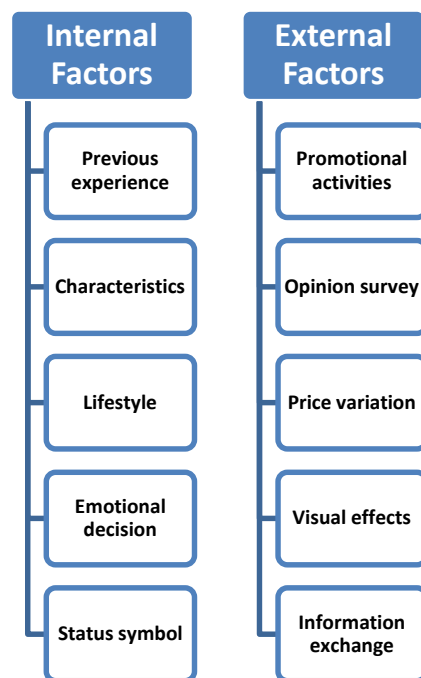 Internal
Factors
Previous
experience
Characteristics
Lifestyle
Emotional
decision
Status symbol
External
Factors
Promotional
activities
Opinion survey
Price variation
Visual effects
Information
exchange